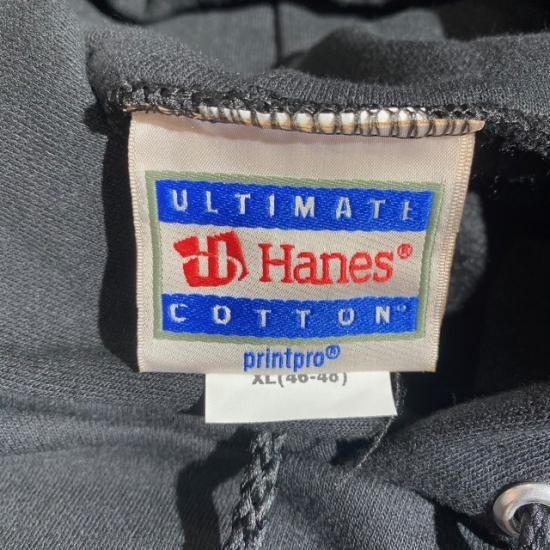 ULTIMATE
Hanes®
COTTON®
printpro®
XL(46-48)